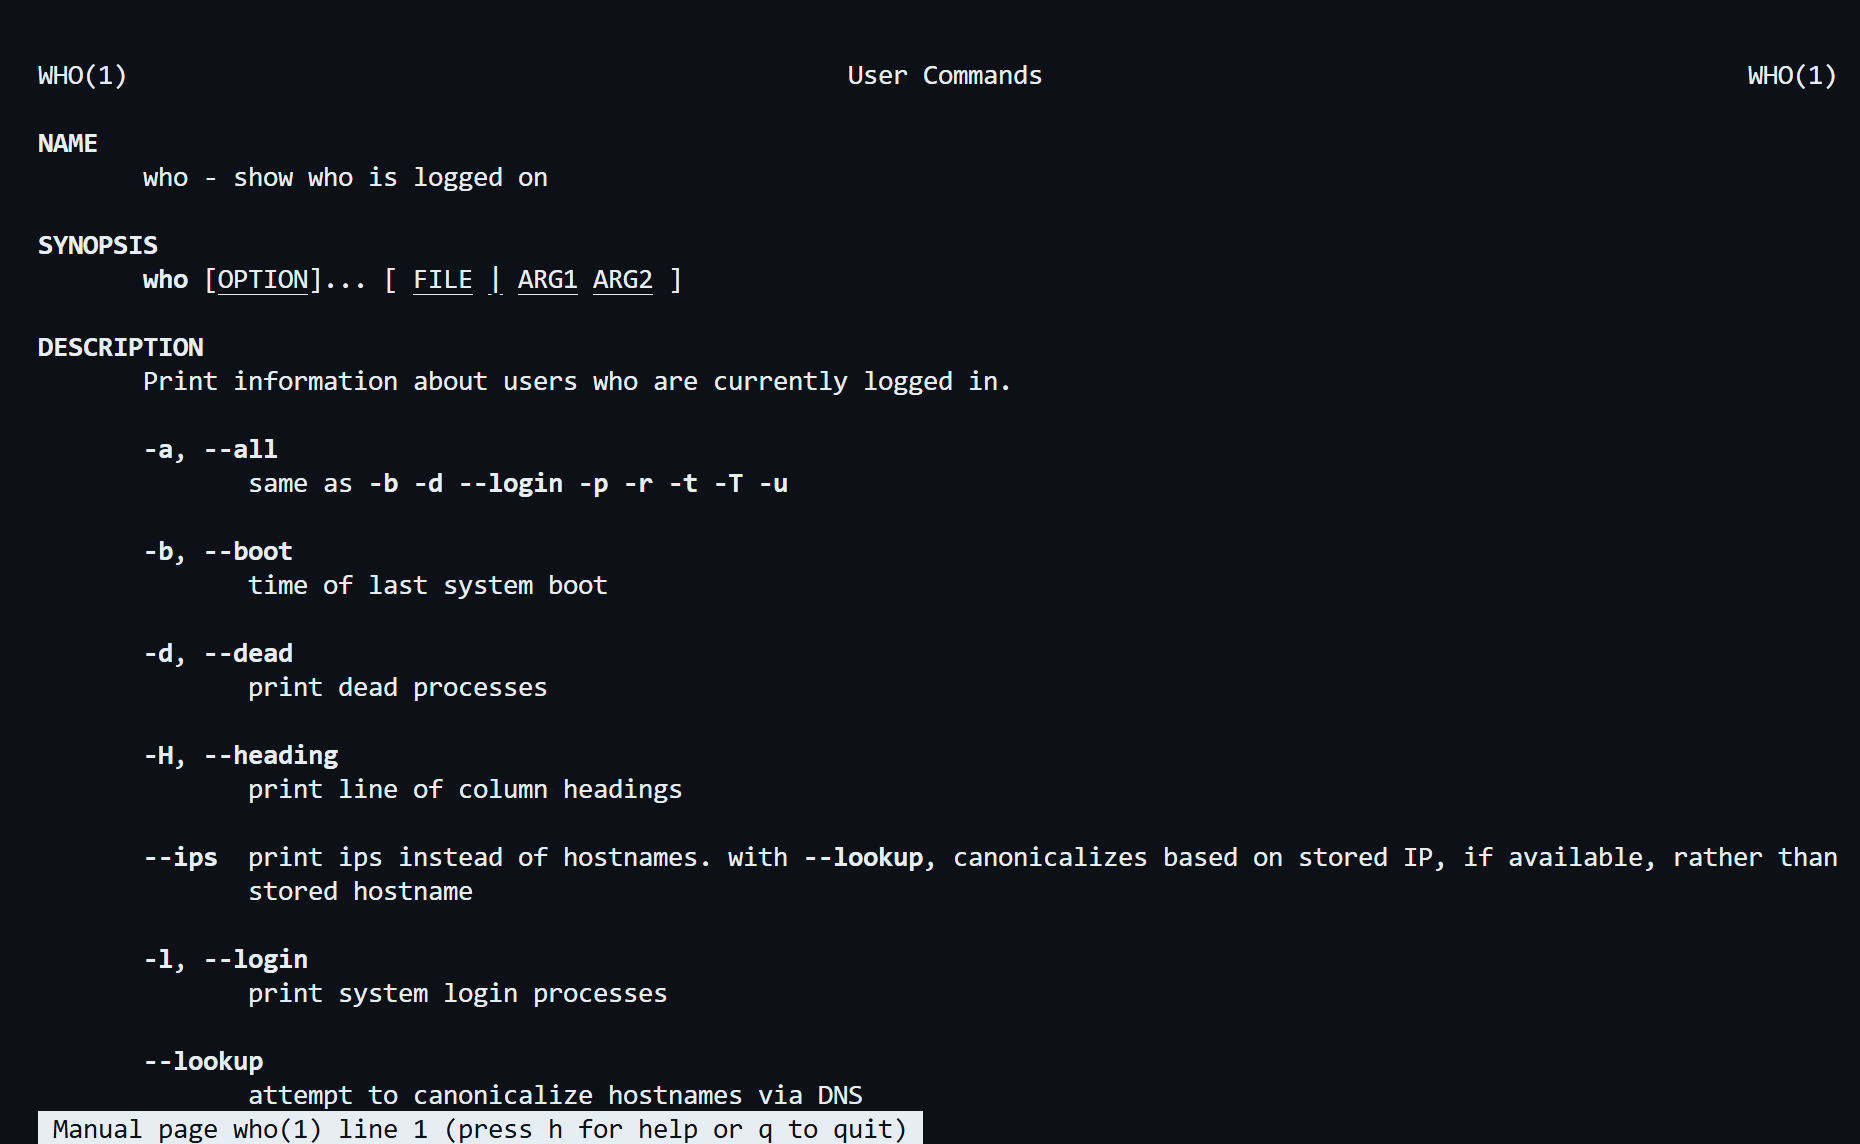 WHO(1) User Commands WHO(1)
NAME
who - show who is logged on
SYNOPSIS
who [OPTION]... [ FILE | ARG1 ARG2 ]
DESCRIPTION
Print information about users who are currently logged in.
-a, --all
same as -b -d --login -p -r -t -T -u
-b, --boot
time of last system boot
-d, --dead
print dead processes
-H, --heading
print line of column headings
--ips print ips instead of hostnames. with --lookup, canonicalizes based on stored IP, if available, rather than
stored hostname
-l, --login
print system login processes
--lookup
attempt to canonicalize hostnames via DNS
Manual page who(1) line 1 (press h for help or q to quit)